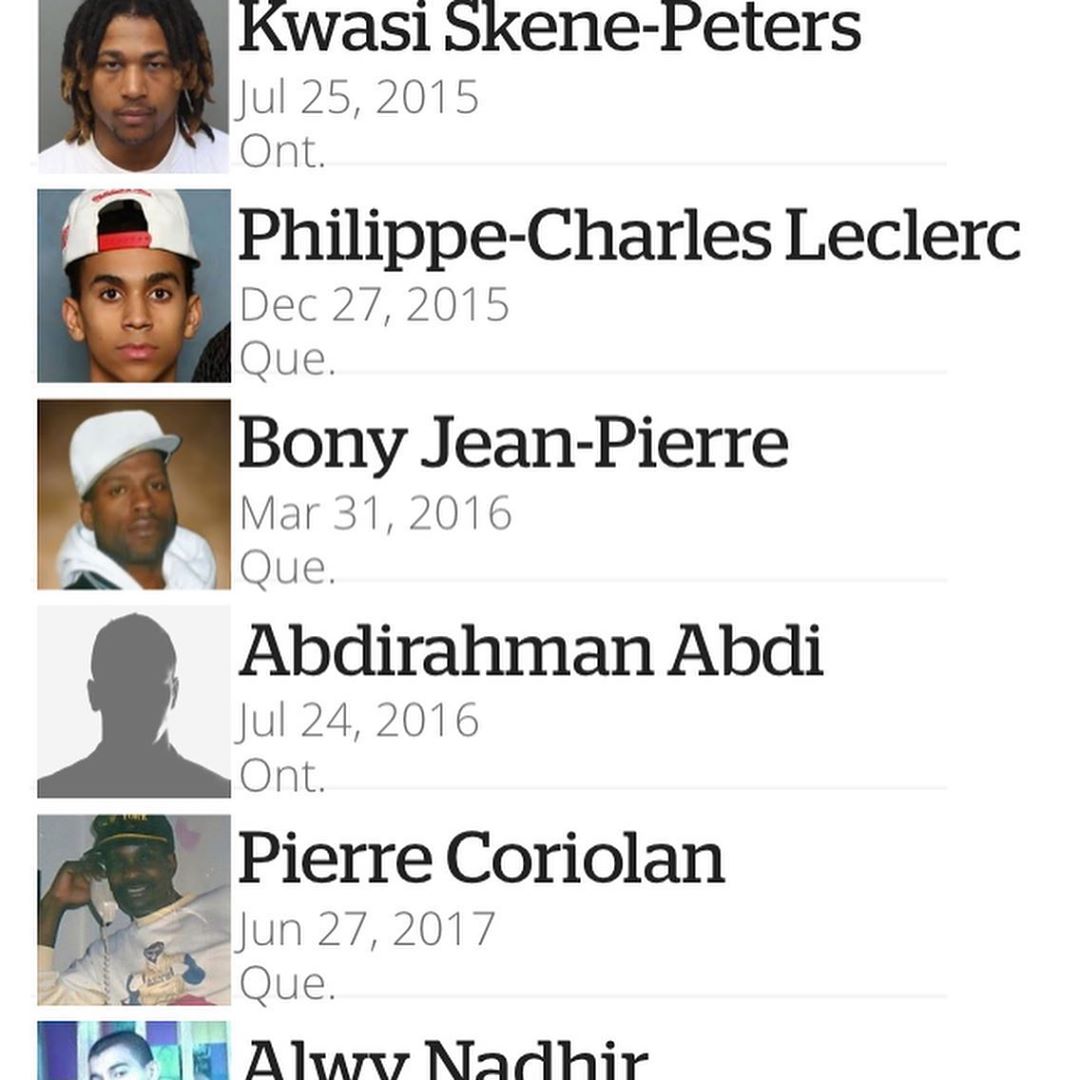 Kwasi Skene-Peters
Jul 25, 2015
Ont.
Philippe-Charles Leclerc
Dec 27, 2015
Que.
Bony Jean-Pierre
Mar 31, 2016
Que.
Abdirahman Abdi
Jul 24, 2016
Ont.
Pierre Coriolan
Jun 27, 2017
Que.
Alwy Nadhir